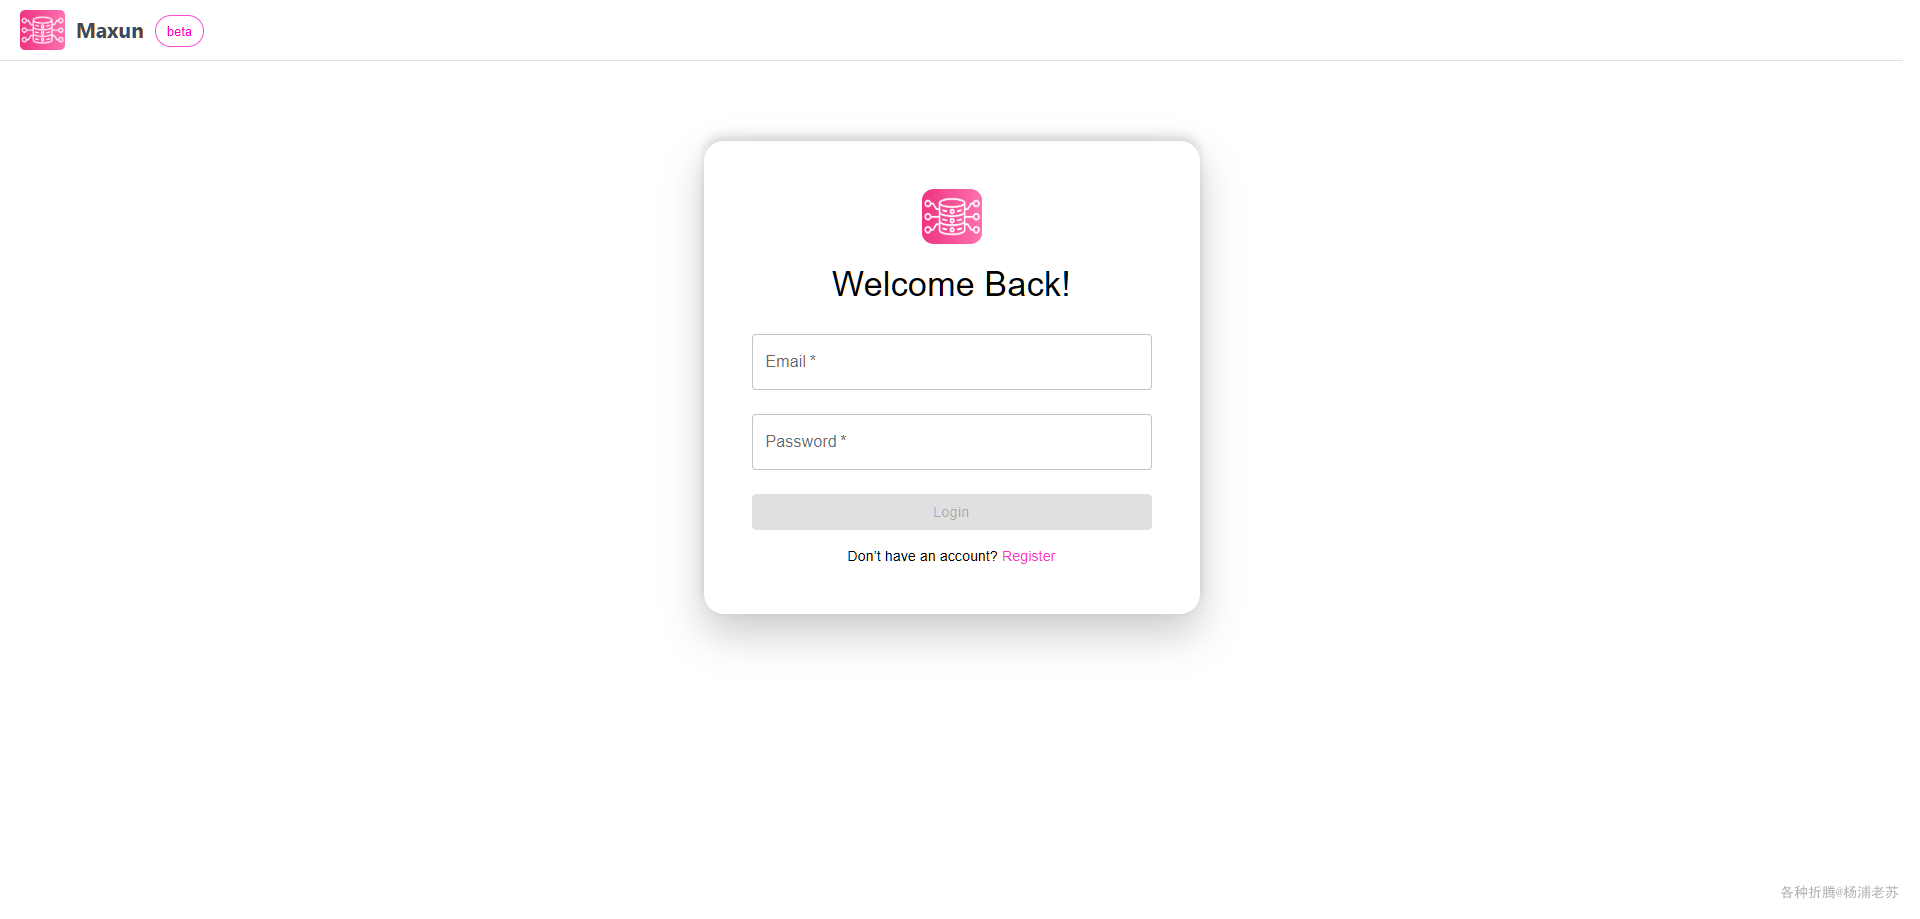 Maxun beta
Welcome Back!
Email *
Password *
Login
Don't have an account? Register
各种折腾@杨浦老苏